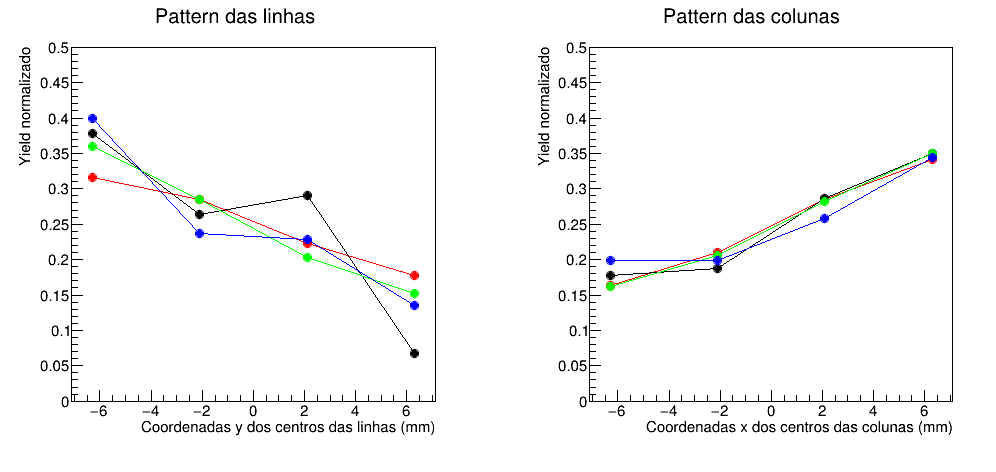 Pattern das linhas
Yield normalizado
0.5
0.45
0.4
0.35
0.3
0.25
0.2
0.15
0.1
0.05
0
−6 −4 −2 0 2 4 6
Coordenadas y dos centros das linhas (mm)
Pattern das colunas
Yield normalizado
0.5
0.45
0.4
0.35
0.3
0.25
0.2
0.15
0.1
0.05
0
−6 −4 −2 0 2 4 6
Coordenadas x dos centros das colunas (mm)